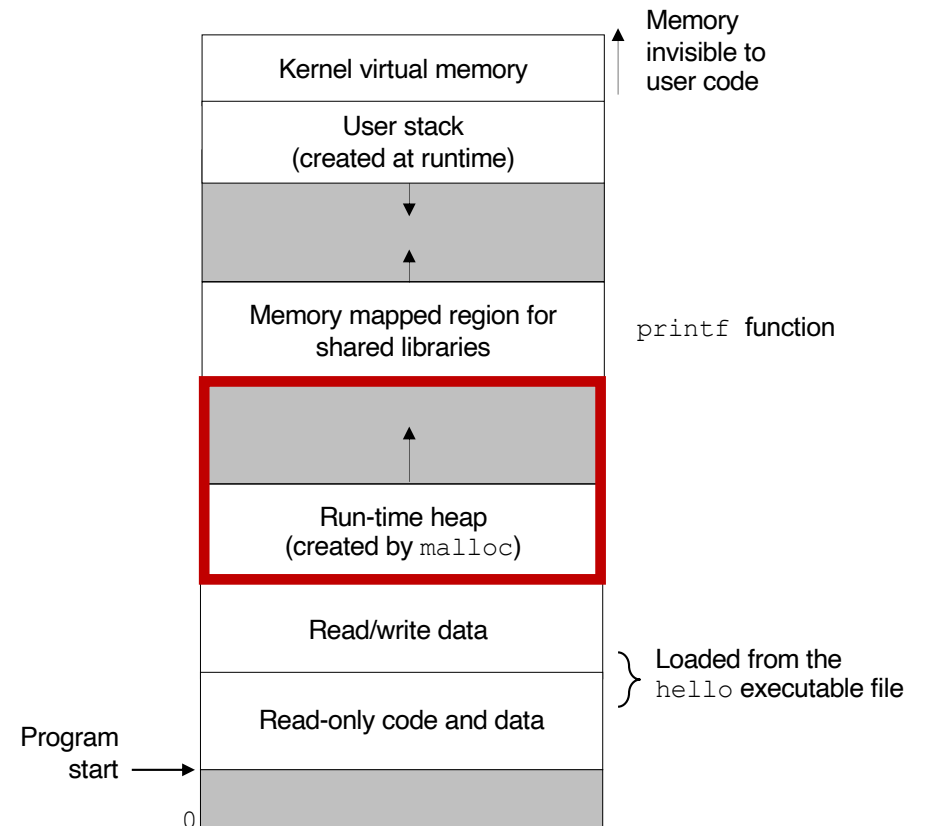 Memory
invisible to
user code
Kernel virtual memory
User stack
(created at runtime)
Memory mapped region for
shared libraries
printf function
Run-time heap
(created by malloc)
Read/write data
Loaded from the
hello executable file
Read-only code and data
Program
start
0